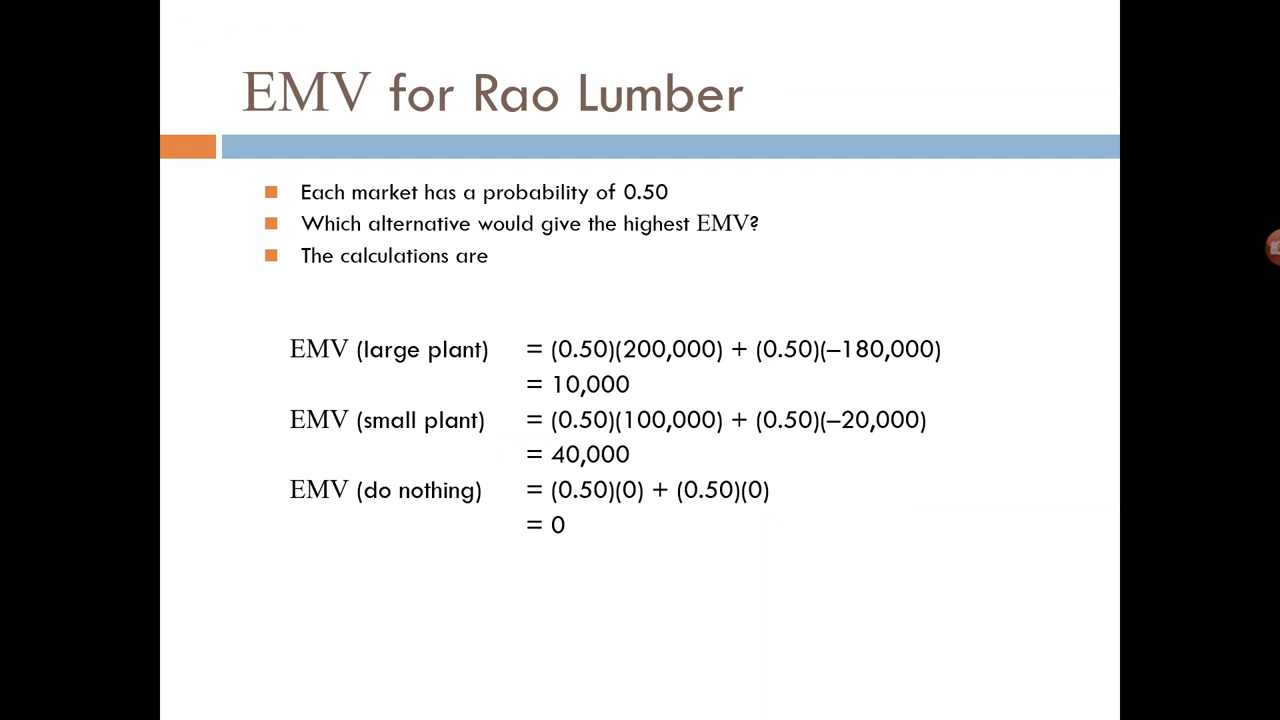 EMV for Rao Lumber
Each market has a probability of 0.50
Which alternative would give the highest EMV?
The calculations are
EMV (large plant) = (0.50)(200,000) + (0.50)(–180,000)
= 10,000
EMV (small plant) = (0.50)(100,000) + (0.50)(–20,000)
= 40,000
EMV (do nothing) = (0.50)(0) + (0.50)(0)
= 0